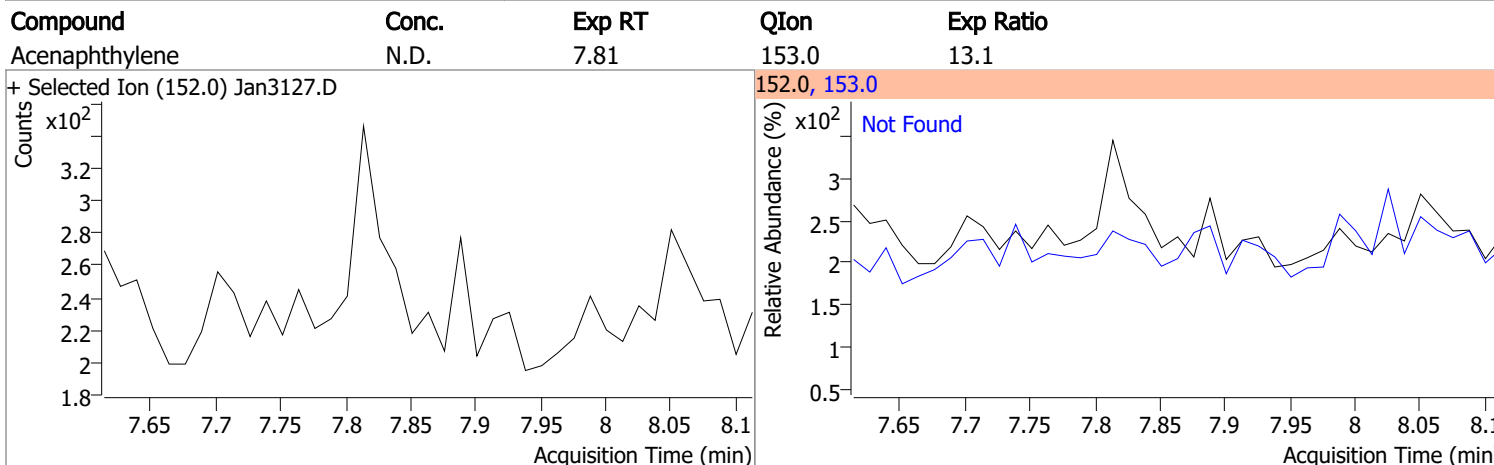 Compound Conc. Exp RT QIon Exp Ratio
Acenaphthylene N.D. 7.81 153.0 13.1
+ Selected Ion (152.0) Jan3127.D
Counts
x10²
3.2
3
2.8
2.6
2.4
2.2
2
1.8
7.65 7.7 7.75 7.8 7.85 7.9 7.95 8 8.05 8.1
Acquisition Time (min)
152.0, 153.0
Relative Abundance (%)
x10²
Not Found
3
2.5
2
1.5
1
0.5
7.65 7.7 7.75 7.8 7.85 7.9 7.95 8 8.05 8.1
Acquisition Time (min